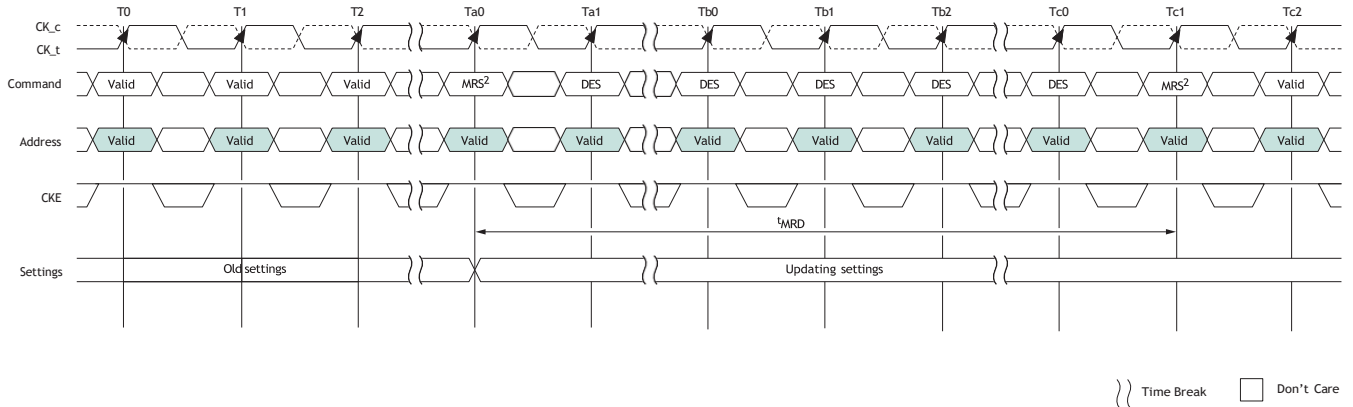 T0 T1 T2 Ta0 Ta1 Tb0 Tb1 Tb2 Tc0 Tc1 Tc2
CK_c
CK_t
Command Valid Valid Valid MRS2 DES DES DES DES DES MRS2 Valid
Address Valid Valid Valid Valid Valid Valid Valid Valid Valid Valid Valid
CKE
tMRD
Settings Old settings Updating settings
Time Break Don't Care